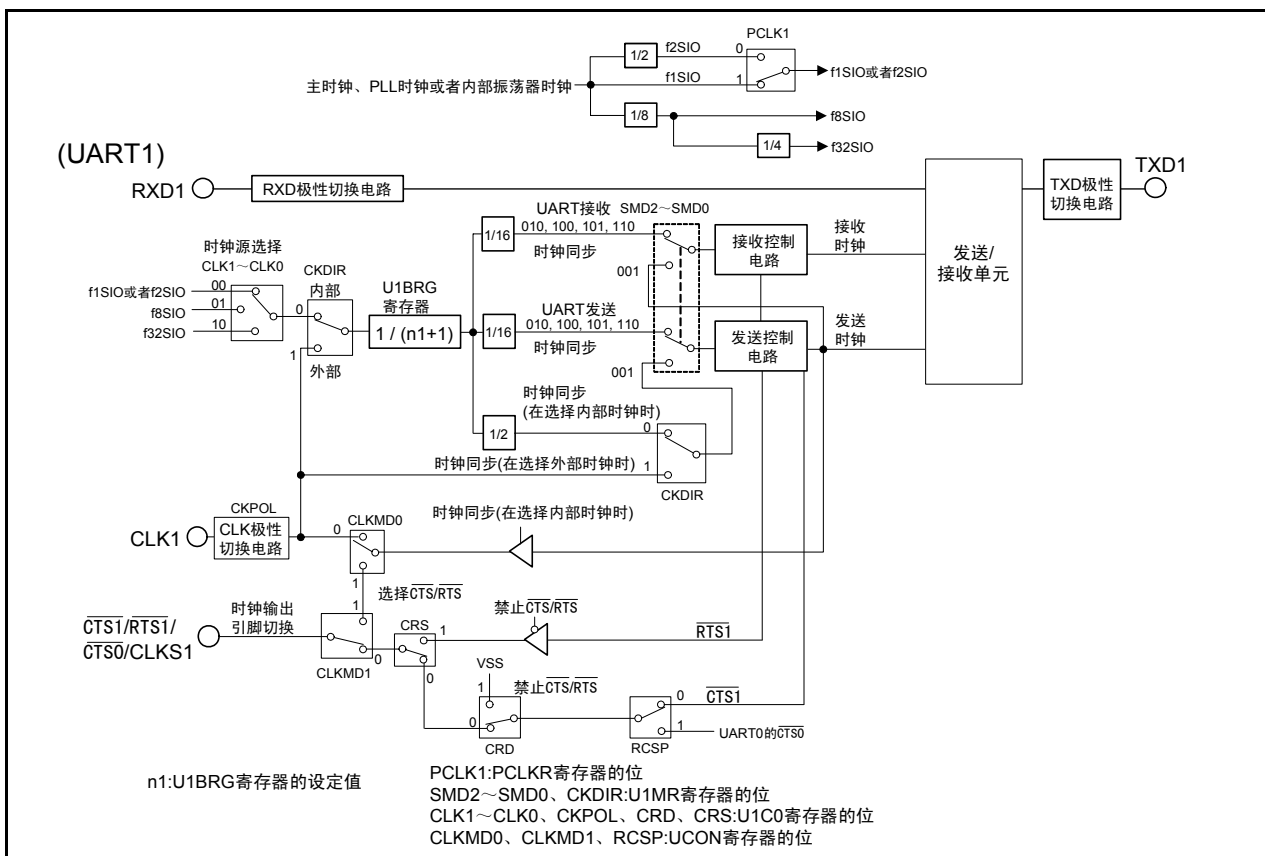 PCLK1
1/2
f2SIO
0
主时钟、PLL时钟或者内部振荡器时钟
f1SIO
1
f1SIO或者f2SIO
1/8
f8SIO
1/4
f32SIO
(UART1)
RXD1
RXD极性切换电路
TXD极性
切换电路
TXD1
UART接收
SMD2～SMD0
1/16
010, 100, 101, 110
时钟同步
001
接收控制
电路
接收
时钟
发送/
接收单元
时钟源选择
CLK1～CLK0
f1SIO或者f2SIO
00
f8SIO
01
f32SIO
10
CKDIR
内部
0
1
外部
U1BRG
寄存器
1 / (n1+1)
UART发送
1/16
010, 100, 101, 110
时钟同步
001
发送控制
电路
发送
时钟
时钟同步
(在选择内部时钟时)
1/2
0
时钟同步(在选择外部时钟时)
1
CKDIR
CLK1
CKPOL
CLK极性
切换电路
0
CLKMD0
1
时钟同步(在选择内部时钟时)
选择CTS/RTS
CTS1/RTS1/
CTS0/CLKS1
时钟输出
引脚切换
1
0
CLKMD1
CRS
1
0
禁止CTS/RTS
RTS1
VSS
1
禁止CTS/RTS
0
CRD
0
CTS1
1
UART0的CTS0
RCSP
n1:U1BRG寄存器的设定值
PCLK1:PCLKR寄存器的位
SMD2～SMD0、CKDIR:U1MR寄存器的位
CLK1～CLK0、CKPOL、CRD、CRS:U1C0寄存器的位
CLKMD0、CLKMD1、RCSP:UCON寄存器的位